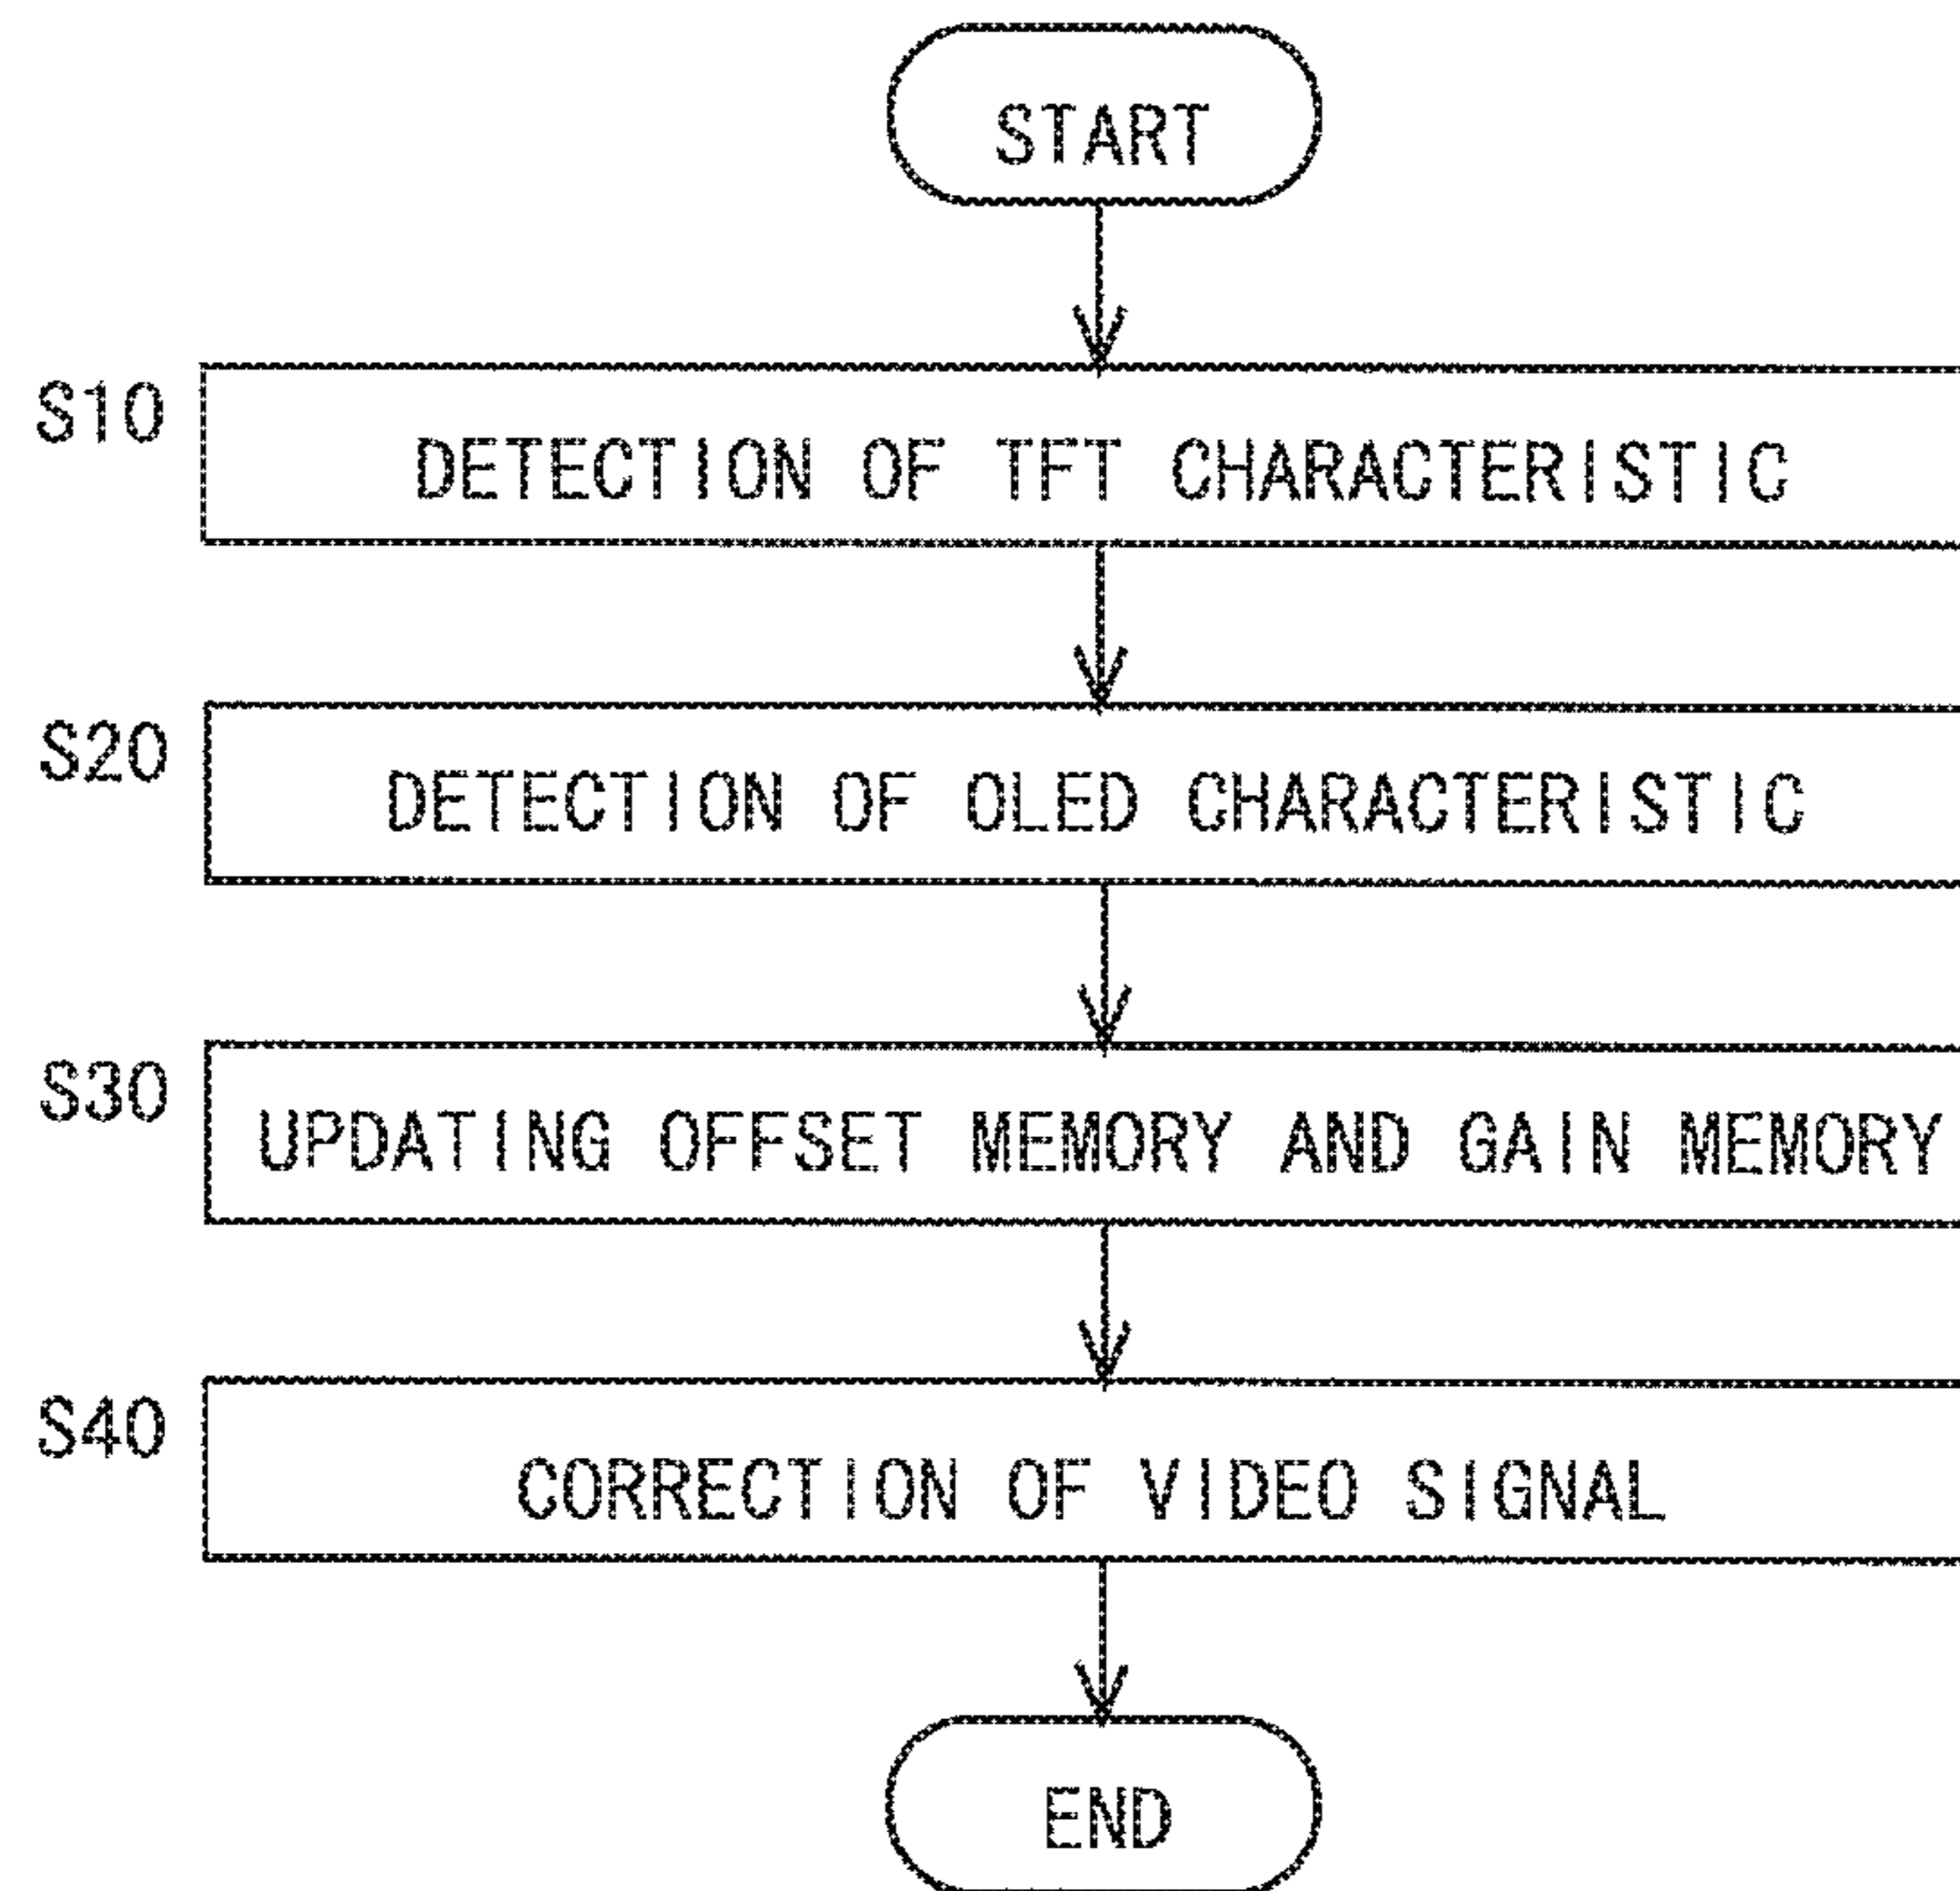 START
S10
DETECTION OF TFT CHARACTERISTIC
S20
DETECTION OF OLED CHARACTERISTIC
S30
UPDATING OFFSET MEMORY AND GAIN MEMORY
S40
CORRECTION OF VIDEO SIGNAL
END